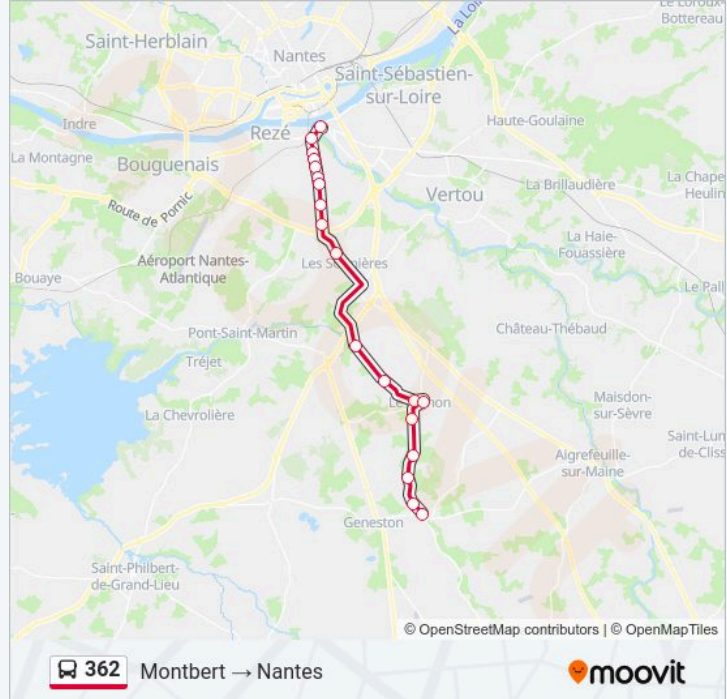 Le Loroux-
Bottereau
La Loire
Saint-Herblain
Nantes
Saint-Sébastien-
sur-Loire
Indre
Rezé
Haute-Goulaine
La Montagne
Bouguenais
La Chape
Heulin
La Brillaudière
Vertou
Route de Pornic
La Haie-
Fouassière
Aéroport Nantes-
Atlantique
Les
nières
Bouaye
Le Pall
Pont-Saint-Martin
Château-Thébaud
Tréjet
Maisdon-
sur-Sèvre
La Chevrolière
Le
non
Saint-Lum
de-Cliss
Aigrefeuille-
sur-Maine
Geneston
Saint-Philbert-
de-Grand-Lieu
© OpenStreetMap contributors | © OpenMapTiles
362 Montbert → Nantes
moovit